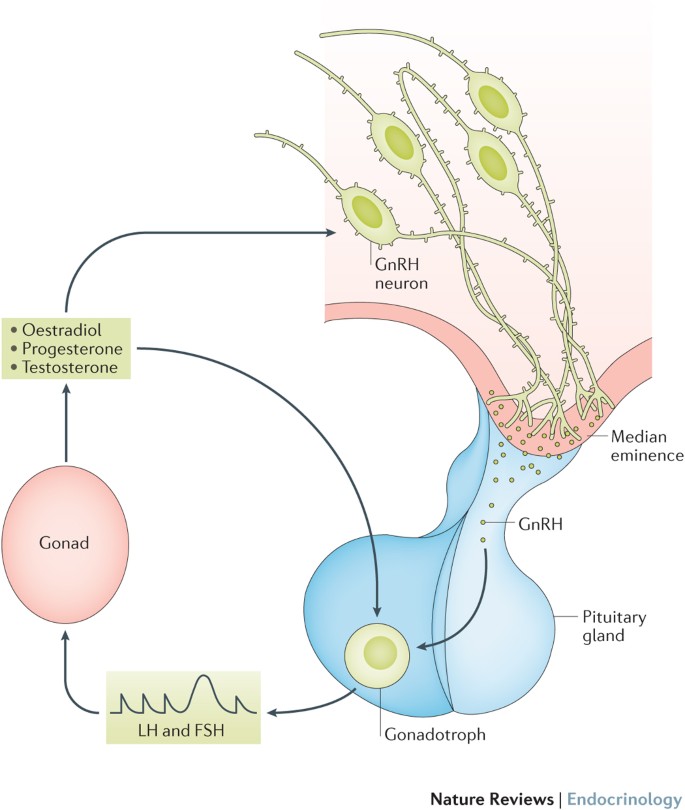 GnRH
neuron
• Oestradiol
• Progesterone
• Testosterone
Median
eminence
GnRH
Gonad
Pituitary
gland
LH and FSH
Gonadotroph
Nature Reviews | Endocrinology